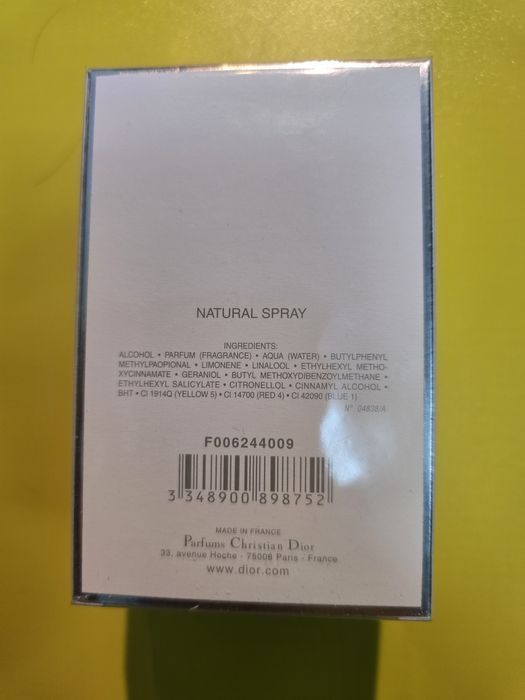 NATURAL SPRAY
INGREDIENTS:
ALCOHOL • PARFUM (FRAGRANCE) • AQUA (WATER) • BUTYLPHENYL
METHYLPAOPIONAL • LIMONENE • LINALOOL • ETHYLHEXYL METHO-
XYCINNAMATE • GERANIOL • BUTYL METHOXYDIBENZOYLMETHANE •
ETHYLHEXYL SALICYLATE • CITRONELLOL • CINNAMYL ALCOHOL •
BHT • CI 1914Q (YELLOW 5) • CI 14700 (RED 4) • CI 42090 (BLUE 1)
N° 04838/A
F006244009
3 348900 898752
MADE IN FRANCE
Parfums Christian Dior
33, avenue Hoche - 75008 Paris - France
www.dior.com